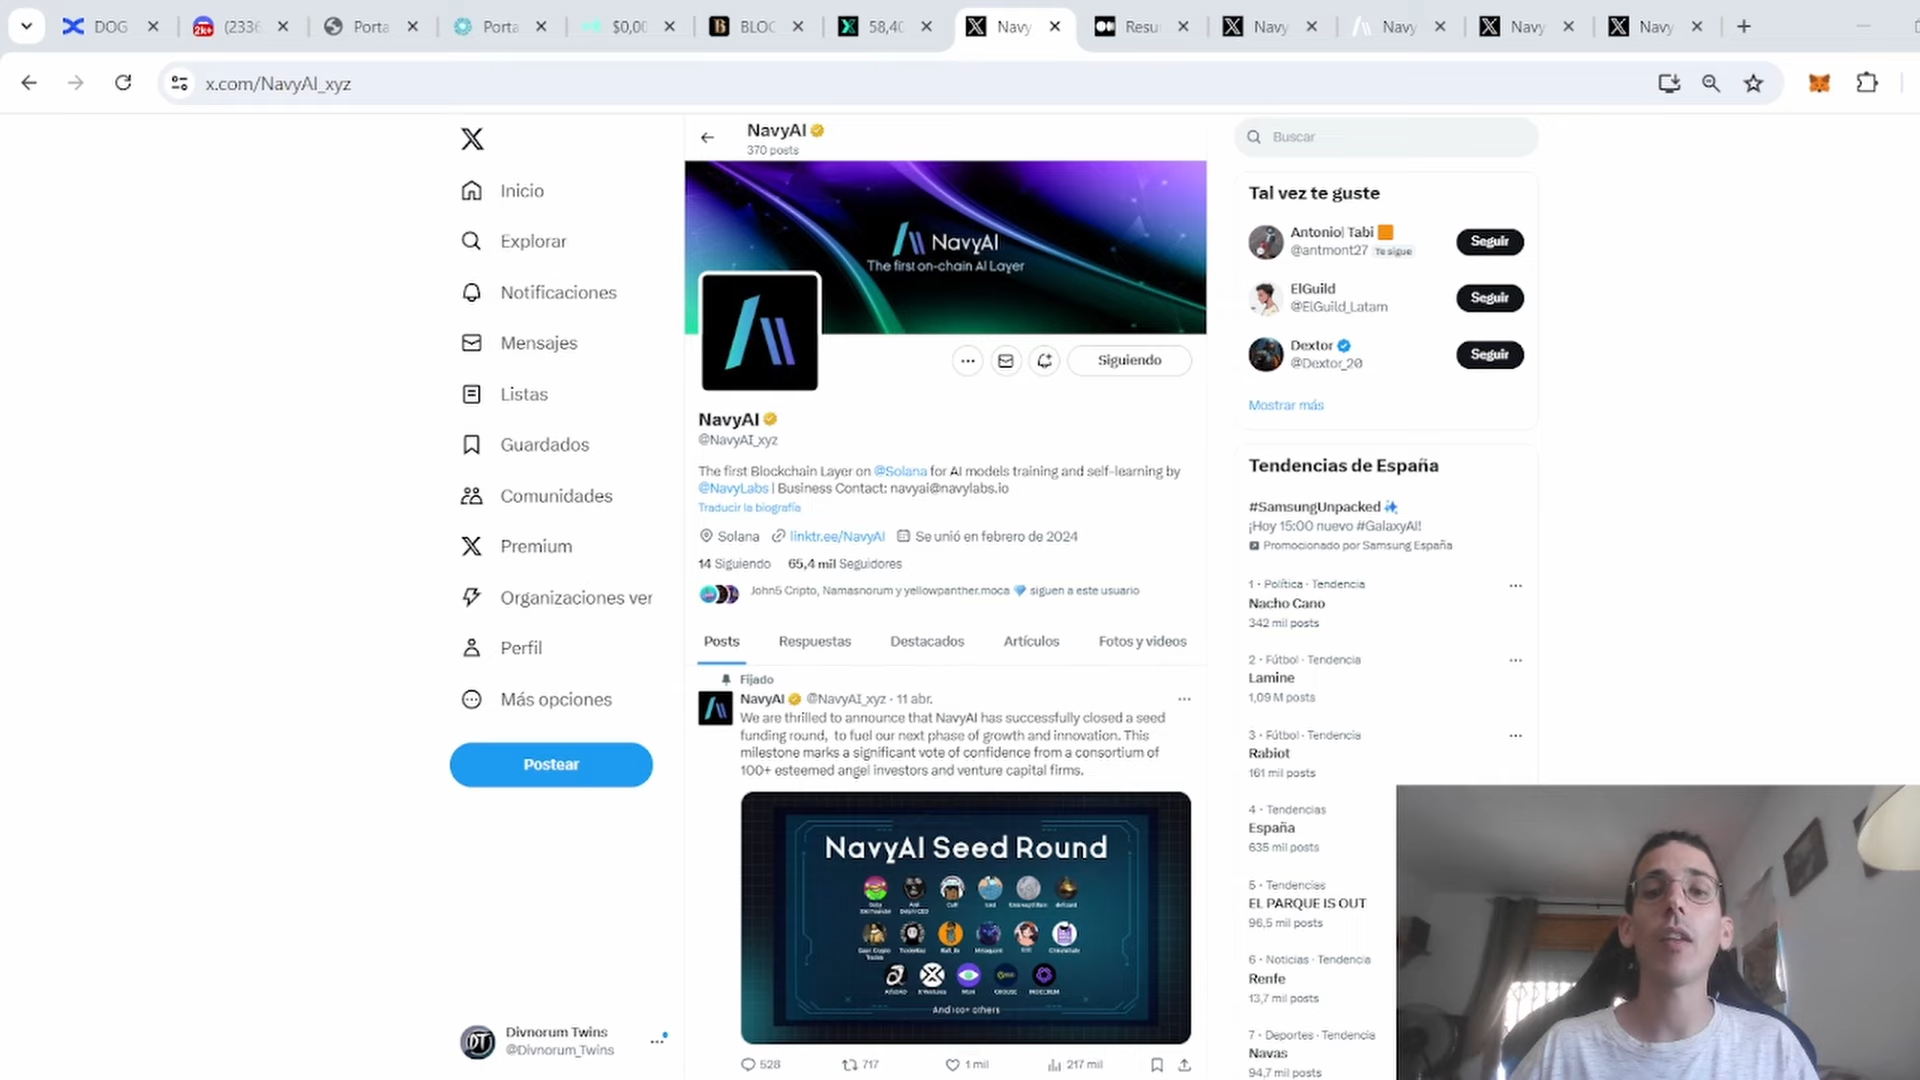 DOG
(2336
Porta
Porta
$0,00
BLOC
58,40
Navy
Resu
Navy
Navy
Navy
Navy
x.com/NavyAI_xyz
Inicio
Explorar
Notificaciones
Mensajes
Listas
Guardados
Comunidades
Premium
Organizaciones ver
Perfil
Más opciones
Postear
Divnorum Twins
@Divnorum_Twins
NavyAI
370 posts
NavyAI
The first on-chain AI Layer
Siguiendo
NavyAI
@NavyAI_xyz
The first Blockchain Layer on @Solana for AI models training and self-learning by
@NavyLabs | Business Contact: navyai@navylabs.io
Traducir la biografía
Solana linktr.ee/NavyAI Se unió en febrero de 2024
14 Siguiendo 65,4 mil Seguidores
John5 Cripto, Namasnorum y yellowpanther.moca siguen a este usuario
Posts Respuestas Destacados Artículos Fotos y videos
Fijado
NavyAI @NavyAI_xyz · 11 abr.
We are thrilled to announce that NavyAI has successfully closed a seed
funding round, to fuel our next phase of growth and innovation. This
milestone marks a significant vote of confidence from a consortium of
100+ esteemed angel investors and venture capital firms.
NavyAI Seed Round
And 100+ others
528 717 1 mil 217 mil
Buscar
Tal vez te guste
Antonio| Tabi
@antmont27 Te sigue
Seguir
ElGuild
@ElGuild_Latam
Seguir
Dextor
@Dextor_20
Seguir
Mostrar más
Tendencias de España
#SamsungUnpacked
¡Hoy 15:00 nuevo #GalaxyAI!
Promocionado por Samsung España
1 · Política · Tendencia
Nacho Cano
342 mil posts
2 · Fútbol · Tendencia
Lamine
1,09 M posts
3 · Fútbol · Tendencia
Rabiot
161 mil posts
4 · Tendencias
España
635 mil posts
5 · Tendencias
EL PARQUE IS OUT
96,5 mil posts
6 · Noticias · Tendencia
Renfe
13,7 mil posts
7 · Deportes · Tendencia
Navas
94,7 mil posts